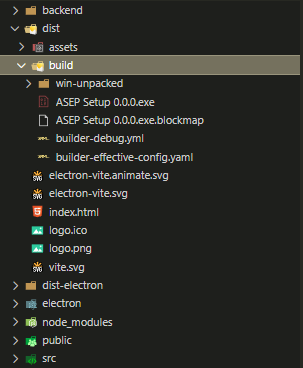 backend
dist
assets
build
win-unpacked
ASEP Setup 0.0.0.exe
ASEP Setup 0.0.0.exe.blockmap
builder-debug.yml
builder-effective-config.yaml
electron-vite.animate.svg
electron-vite.svg
index.html
logo.ico
logo.png
vite.svg
dist-electron
electron
node_modules
public
src